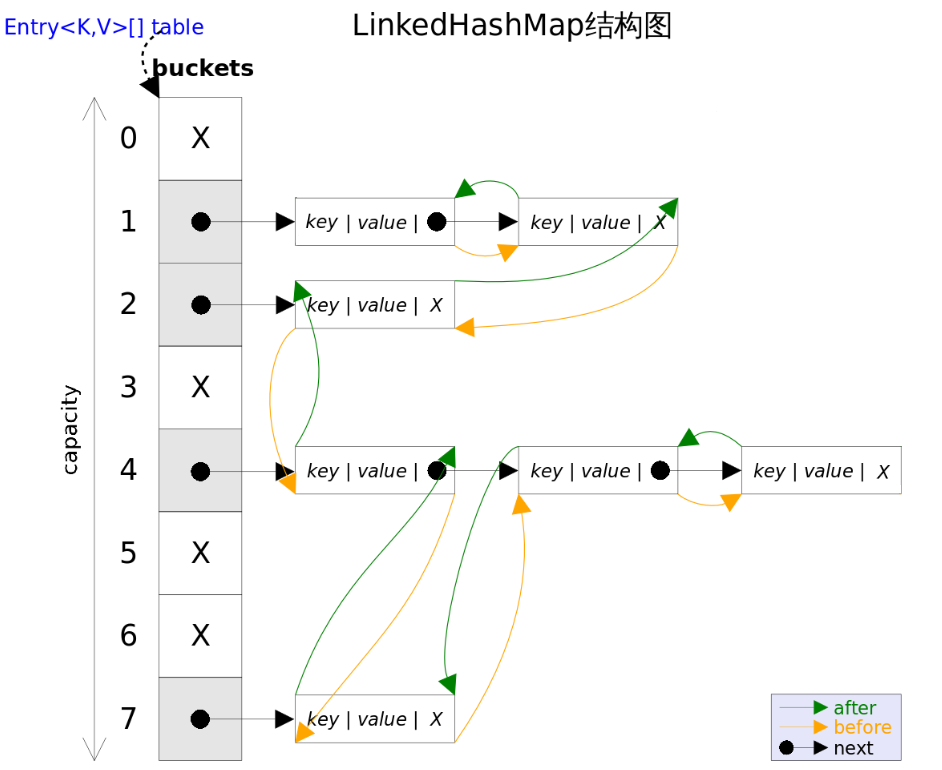 LinkedHashMap结构图
Entry<K,V>[] table
buckets
capacity
0 X
1 key | value | key | value | X
2 key | value | X
3 X
4 key | value | key | value | key | value | X
5 X
6 X
7 key | value | X
after
before
next